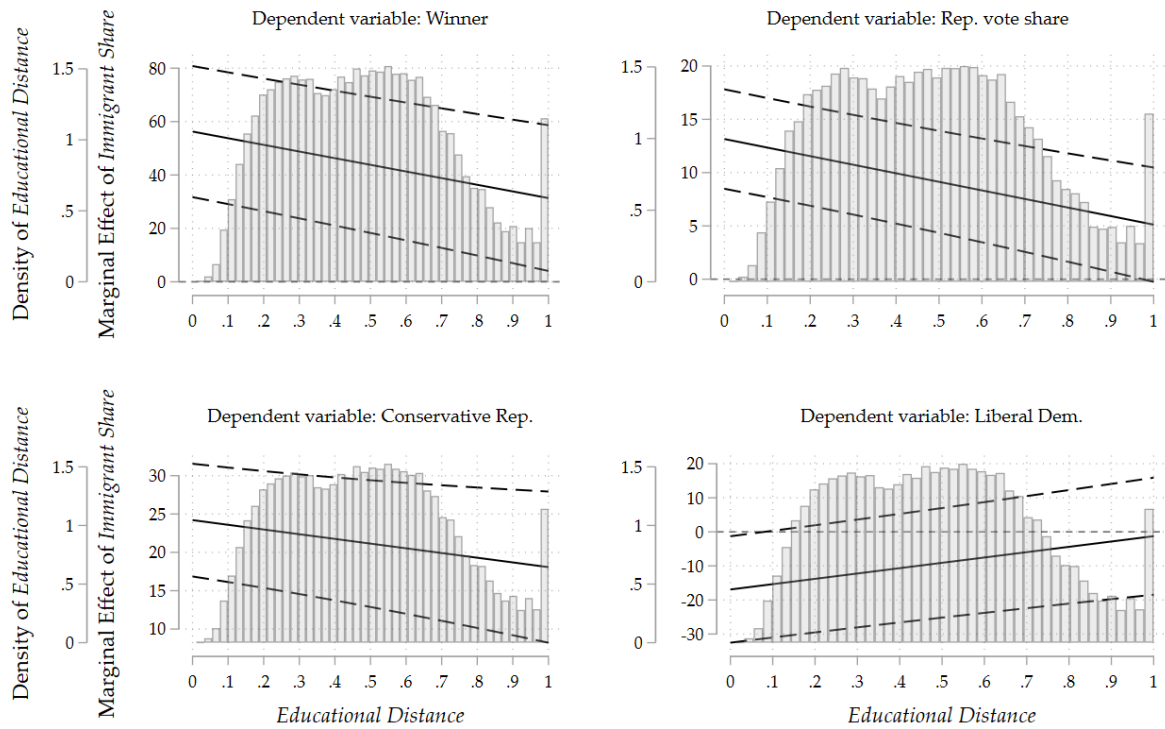 Dependent variable: Winner
Density of Educational Distance
Marginal Effect of Immigrant Share
1.5
1
.5
0
80
60
40
20
0
0 .1 .2 .3 .4 .5 .6 .7 .8 .9 1
Dependent variable: Rep. vote share
1.5
1
.5
0
20
15
10
5
0
0 .1 .2 .3 .4 .5 .6 .7 .8 .9 1
Dependent variable: Conservative Rep.
Density of Educational Distance
Marginal Effect of Immigrant Share
1.5
1
.5
0
30
25
20
15
10
0 .1 .2 .3 .4 .5 .6 .7 .8 .9 1
Educational Distance
Dependent variable: Liberal Dem.
1.5
1
.5
0
20
10
0
-10
-20
-30
0 .1 .2 .3 .4 .5 .6 .7 .8 .9 1
Educational Distance